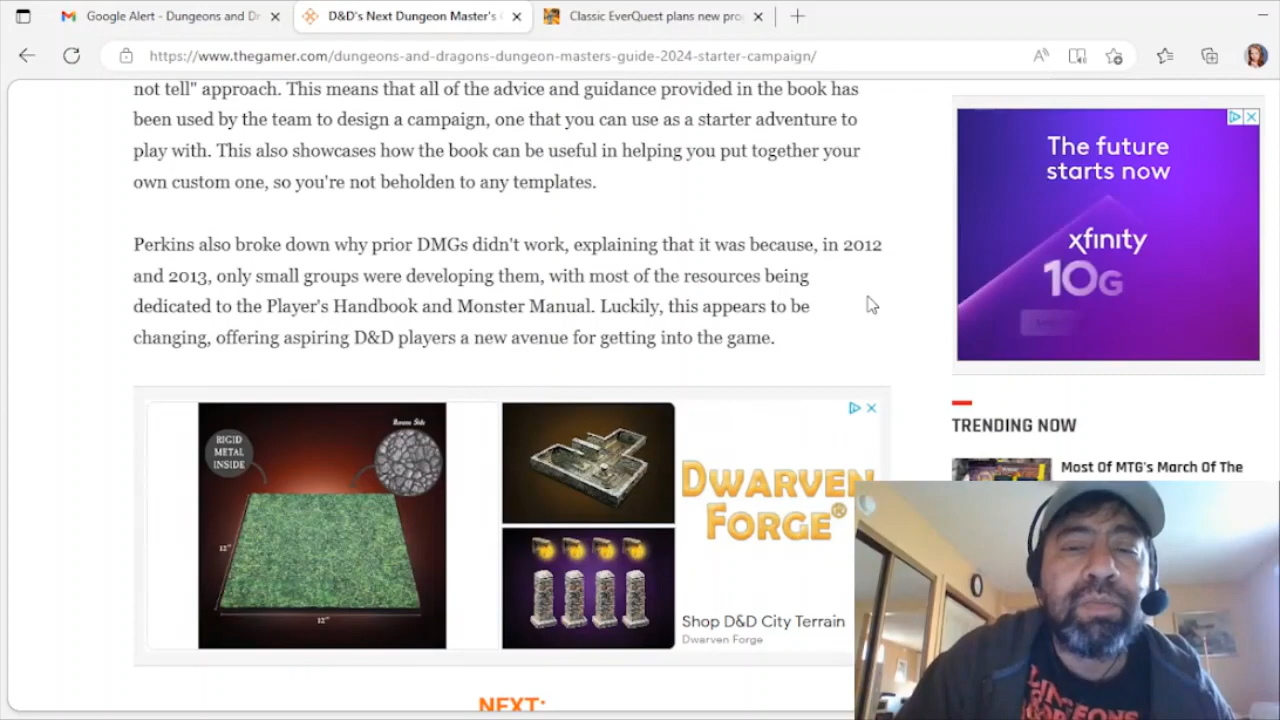 Google Alert - Dungeons and Dr
D&D's Next Dungeon Master's
Classic EverQuest plans new pro
https://www.thegamer.com/dungeons-and-dragons-dungeon-masters-guide-2024-starter-campaign/
not tell" approach. This means that all of the advice and guidance provided in the book has
been used by the team to design a campaign, one that you can use as a starter adventure to
play with. This also showcases how the book can be useful in helping you put together your
own custom one, so you're not beholden to any templates.
Perkins also broke down why prior DMGs didn't work, explaining that it was because, in 2012
and 2013, only small groups were developing them, with most of the resources being
dedicated to the Player's Handbook and Monster Manual. Luckily, this appears to be
changing, offering aspiring D&D players a new avenue for getting into the game.
The future
starts now
xfinity
10G
TRENDING NOW
Most Of MTG's March Of The
RIGID
METAL
INSIDE
Reverse Side
12"
12"
DWARVEN
FORGE®
Shop D&D City Terrain
Dwarven Forge
NEXT: